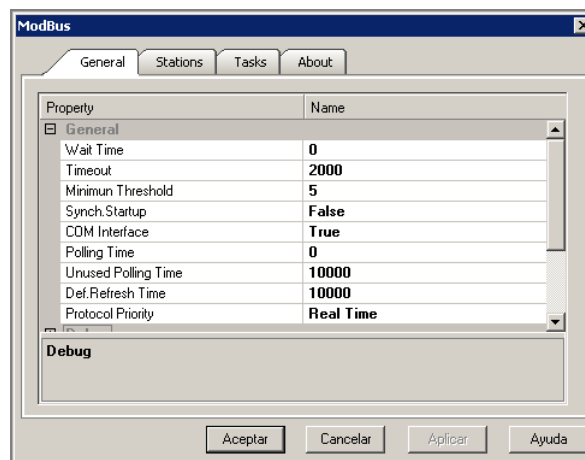 ModBus
General Stations Tasks About
Property Name
General
Wait Time 0
Timeout 2000
Minimun Threshold 5
Synch.Startup False
COM Interface True
Polling Time 0
Unused Polling Time 10000
Def.Refresh Time 10000
Protocol Priority Real Time
Debug
Aceptar Cancelar Aplicar Ayuda